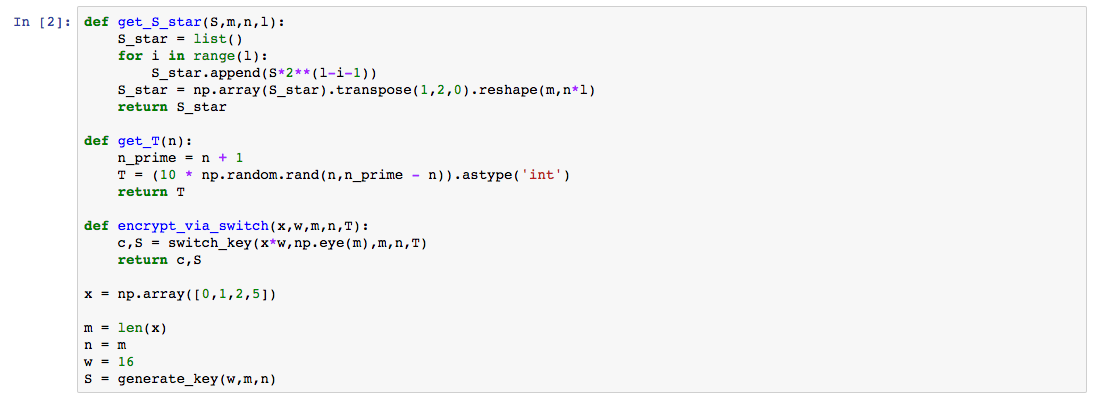 In [2]: def get_S_star(S,m,n,l):
    S_star = list()
    for i in range(l):
        S_star.append(S*2**(l-i-1))
    S_star = np.array(S_star).transpose(1,2,0).reshape(m,n*l)
    return S_star

def get_T(n):
    n_prime = n + 1
    T = (10 * np.random.rand(n,n_prime - n)).astype('int')
    return T

def encrypt_via_switch(x,w,m,n,T):
    c,S = switch_key(x*w,np.eye(m),m,n,T)
    return c,S

x = np.array([0,1,2,5])

m = len(x)
n = m
w = 16
S = generate_key(w,m,n)